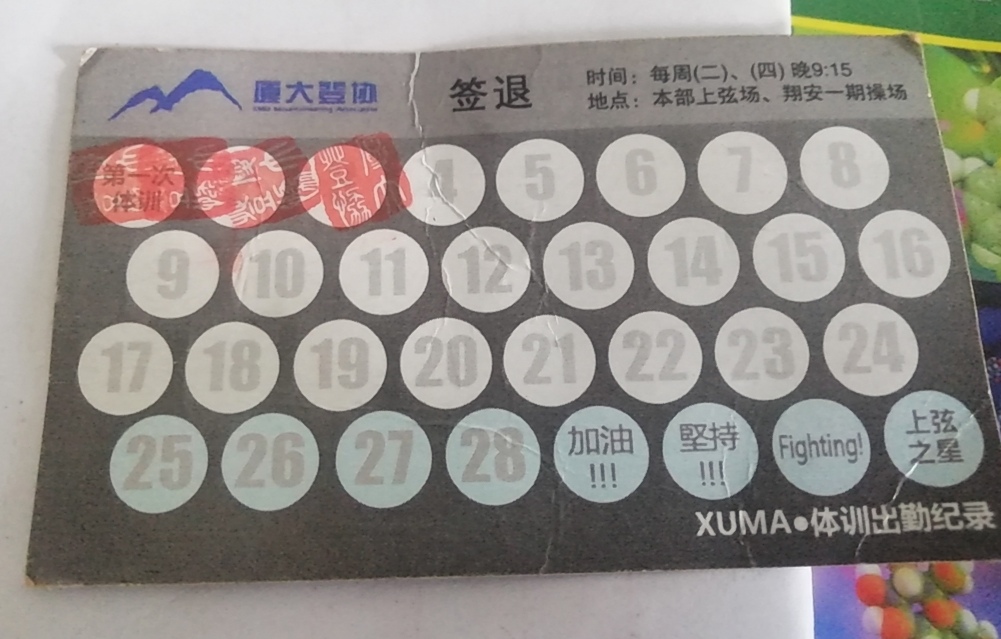 厦大登协
签退
时间：每周(二)、(四)晚9:15
地点：本部上弦场、翔安一期操场
第一次
体训
4 5 6 7 8
9 10 11 12 13 14 15 16
17 18 19 20 21 22 23 24
25 26 27 28 加油!!! 堅持!!! Fighting! 上弦之星
XUMA●体训出勤纪录